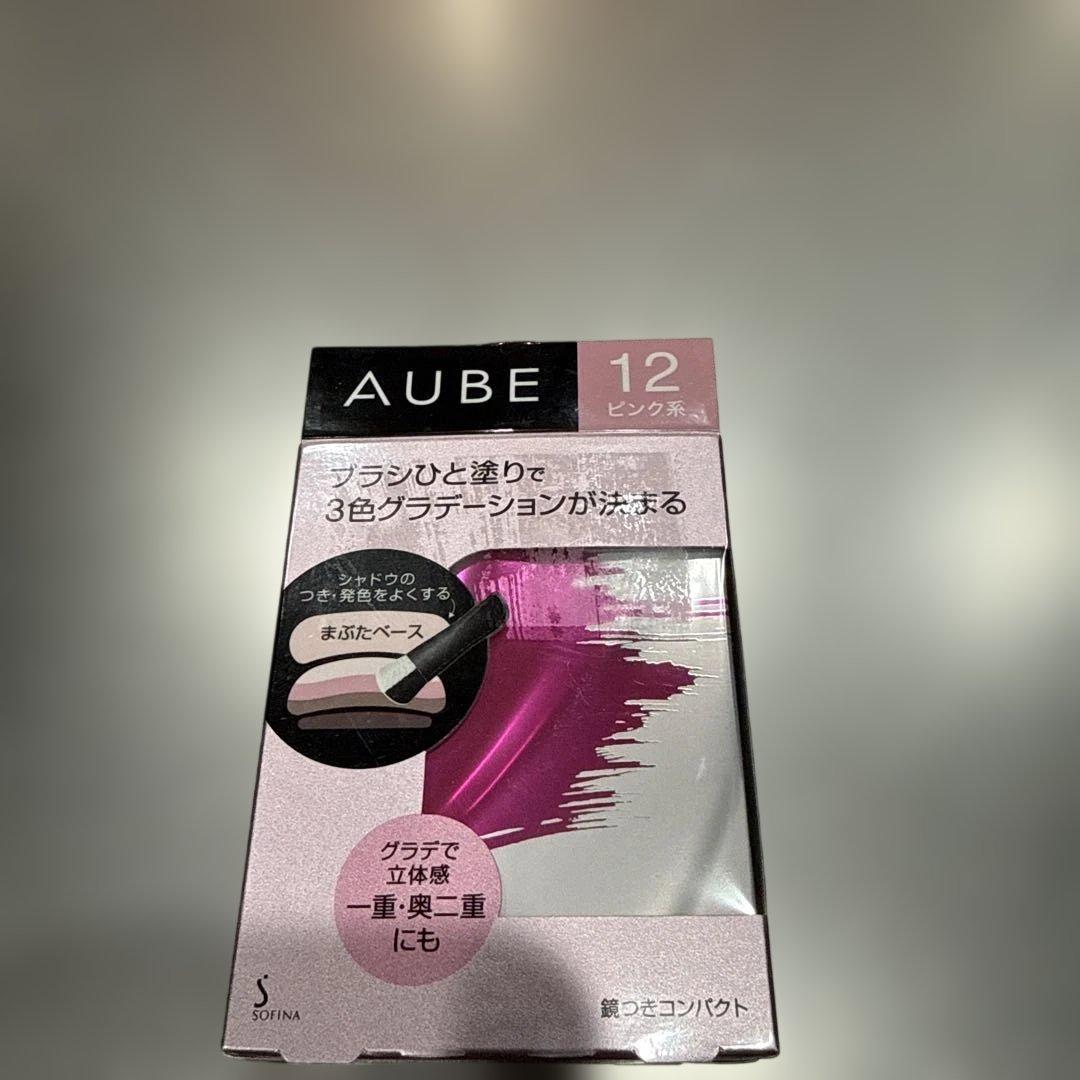 AUBE
12
ピンク系
ブラシひと塗りで
3色グラデーションが決まる
シャドウの
つき・発色をよくする
まぶたベース
グラデで
立体感
一重・奥二重
にも
SOFINA
鏡つきコンパクト